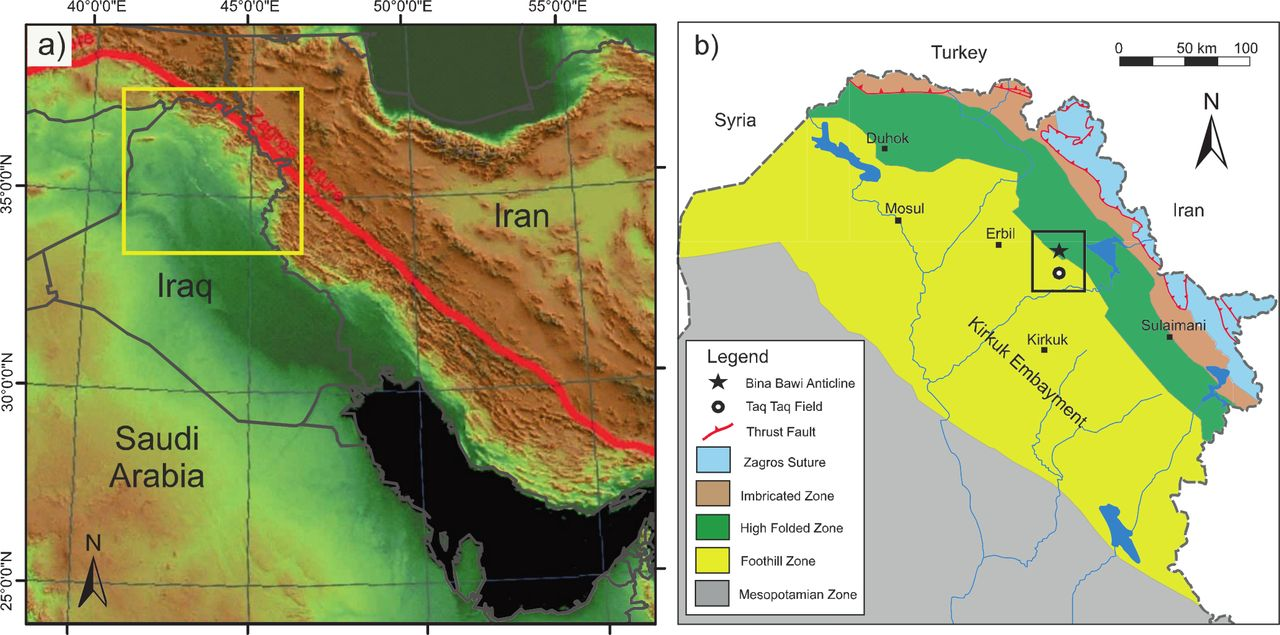 40°0'0"E
45°0'0"E
50°0'0"E
55°0'0"E
a)
Zagros suture
35°0'0"N
Iran
Iraq
30°0'0"N
Saudi
Arabia
N
25°0'0"N
b)
Turkey
0 50 km 100
Syria
N
Duhok
Mosul
Iran
Erbil
Kirkuk
Sulaimani
Kirkuk Embayment
Legend
Bina Bawi Anticline
Taq Taq Field
Thrust Fault
Zagros Suture
Imbricated Zone
High Folded Zone
Foothill Zone
Mesopotamian Zone